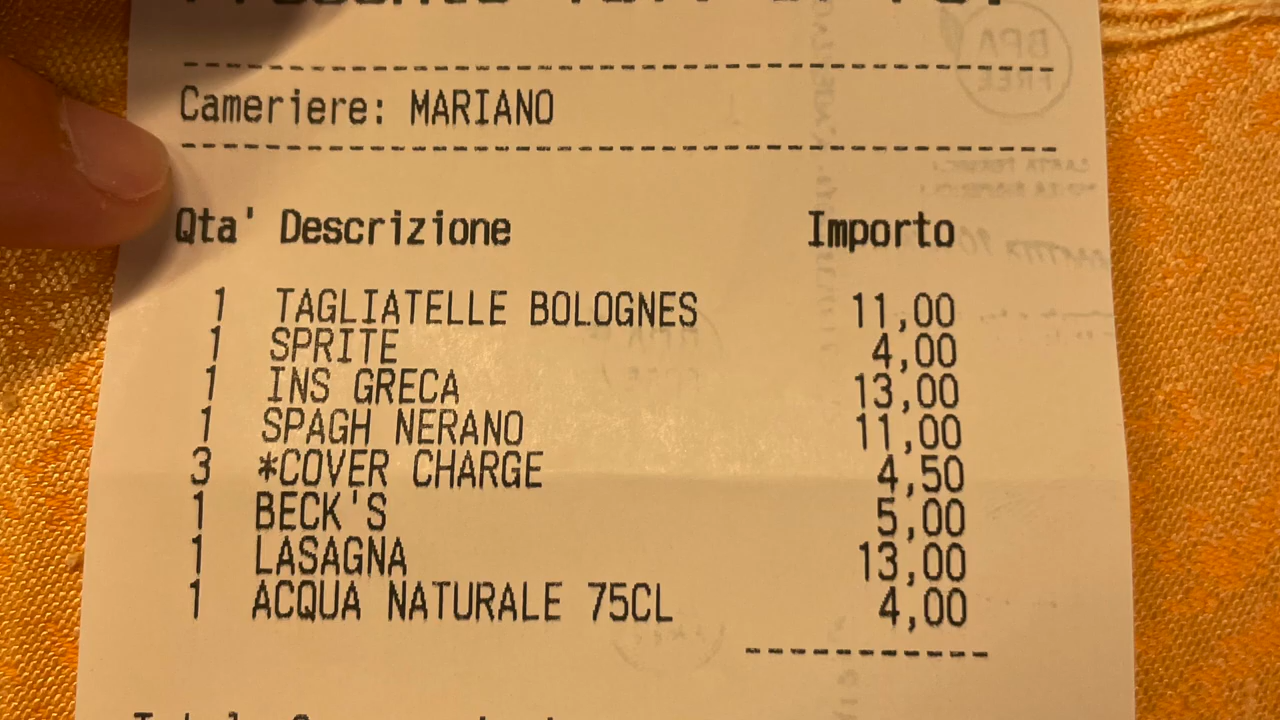 Cameriere: MARIANO
Qta' Descrizione Importo
1 TAGLIATELLE BOLOGNES 11,00
1 SPRITE 4,00
1 INS GRECA 13,00
1 SPAGH NERANO 11,00
3 *COVER CHARGE 4,50
1 BECK'S 5,00
1 LASAGNA 13,00
1 ACQUA NATURALE 75CL 4,00
BPA
FREE